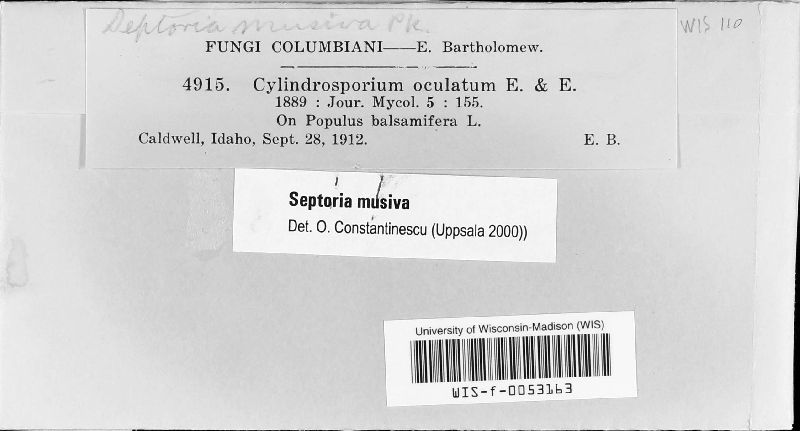 Septoria musiva Pk.
WIS 110
FUNGI COLUMBIANI——E. Bartholomew.
4915. Cylindrosporium oculatum E. & E.
1889 : Jour. Mycol. 5 : 155.
On Populus balsamifera L.
Caldwell, Idaho, Sept. 28, 1912. E. B.
Septoria musiva
Det. O. Constantinescu (Uppsala 2000))
University of Wisconsin-Madison (WIS)
WIS-f-0053163